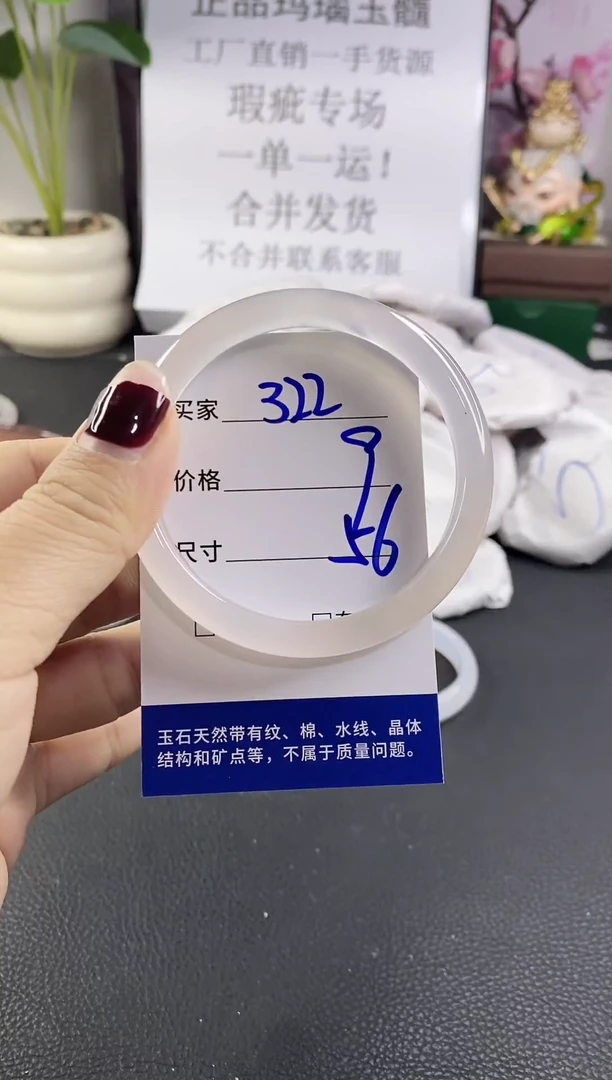 正品玛瑙玉髓
工厂直销一手货源
瑕疵专场
一单一运！
合并发货
不合并联系客服
买家 322
价格
尺寸 56
玉石天然带有纹、棉、水线、晶体
结构和矿点等，不属于质量问题。